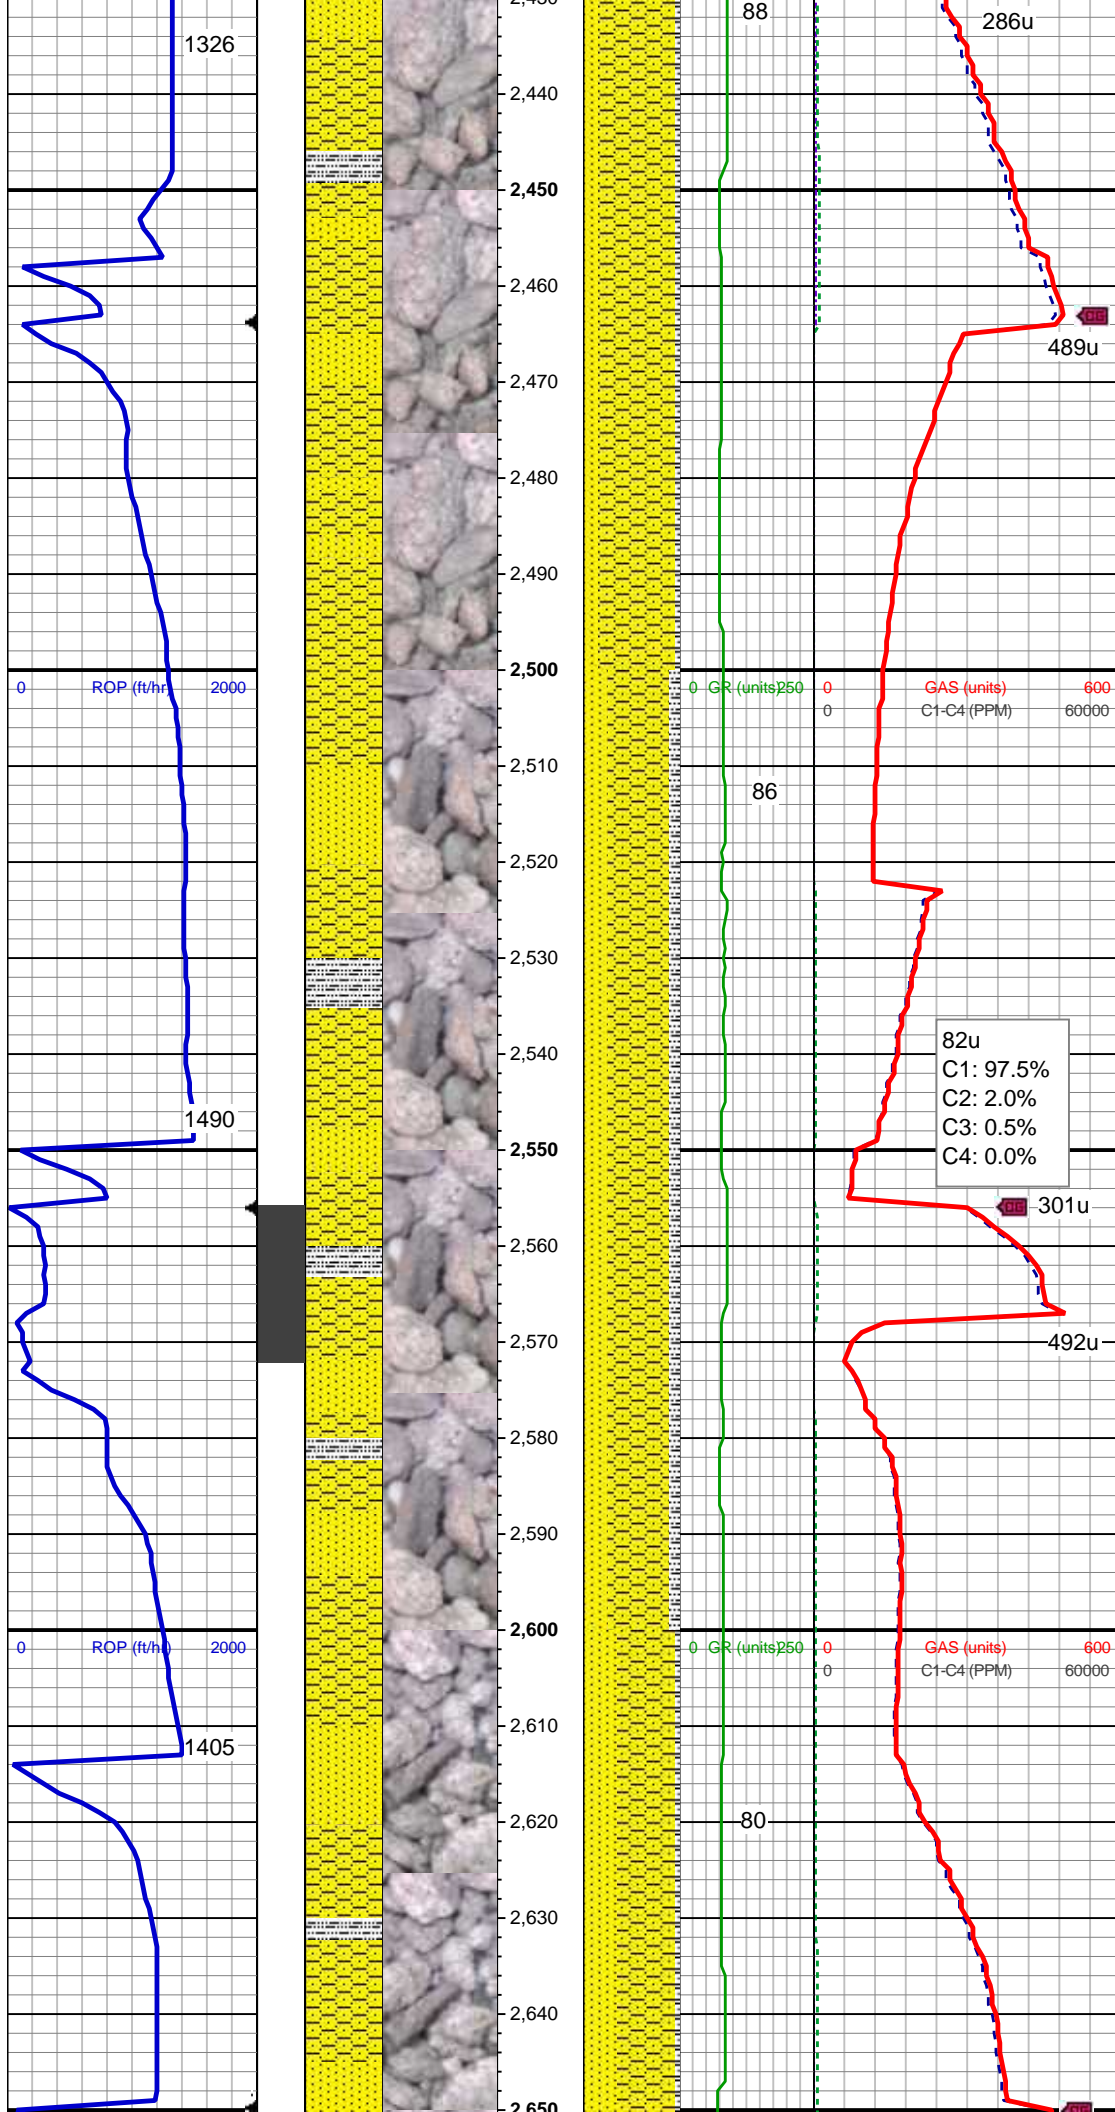 88
286u
1326
2,440
2,450
2,460
CG
489u
2,470
2,480
2,490
2,500
0 ROP (ft/hr) 2000
0 GR (units) 250
0 GAS (units) 600
0 C1-C4 (PPM) 60000
2,510
86
2,520
2,530
2,540
82u
C1: 97.5%
C2: 2.0%
C3: 0.5%
C4: 0.0%
1490
2,550
CG
301u
2,560
2,570
492u
2,580
2,590
2,600
0 ROP (ft/hr) 2000
0 GR (units) 250
0 GAS (units) 600
0 C1-C4 (PPM) 60000
2,610
1405
2,620
80
2,630
2,640
2,650